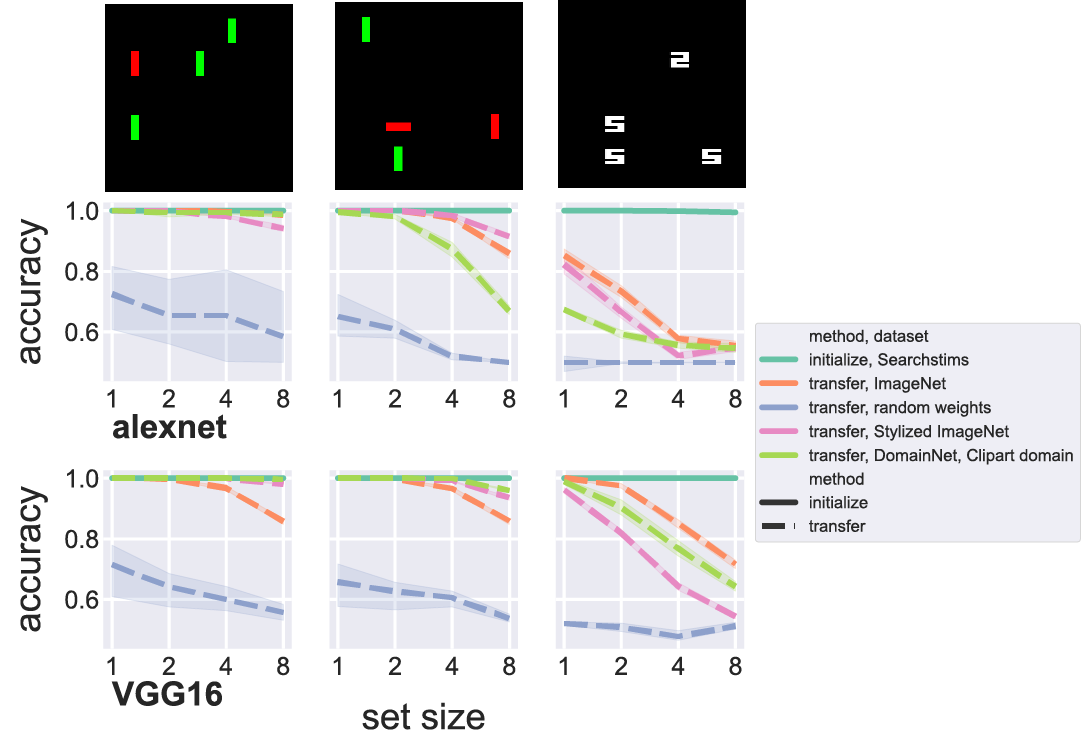 2
5
5 5
accuracy
1.0
0.8
0.6
1 2 4 8 1 2 4 8 1 2 4 8
alexnet
accuracy
1.0
0.8
0.6
1 2 4 8 1 2 4 8 1 2 4 8
VGG16
set size
method, dataset
initialize, Searchstims
transfer, ImageNet
transfer, random weights
transfer, Stylized ImageNet
transfer, DomainNet, Clipart domain
method
initialize
transfer